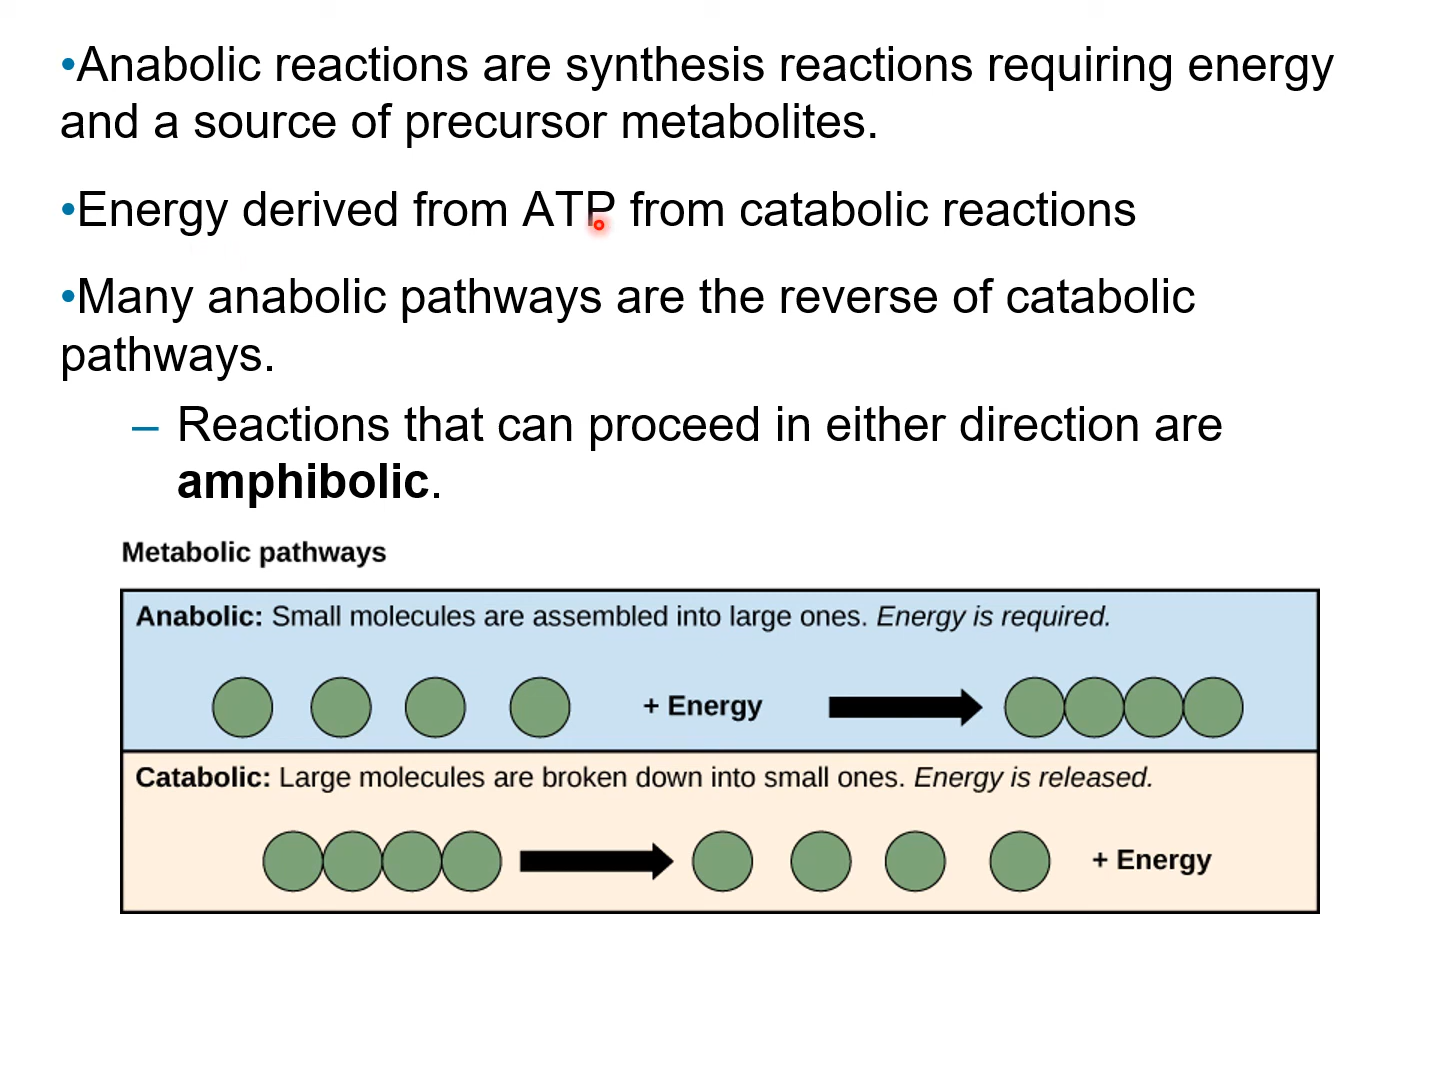 •Anabolic reactions are synthesis reactions requiring energy
and a source of precursor metabolites.
•Energy derived from ATP from catabolic reactions
•Many anabolic pathways are the reverse of catabolic
pathways.
– Reactions that can proceed in either direction are
amphibolic.
Metabolic pathways
Anabolic: Small molecules are assembled into large ones. Energy is required.
+ Energy
Catabolic: Large molecules are broken down into small ones. Energy is released.
+ Energy